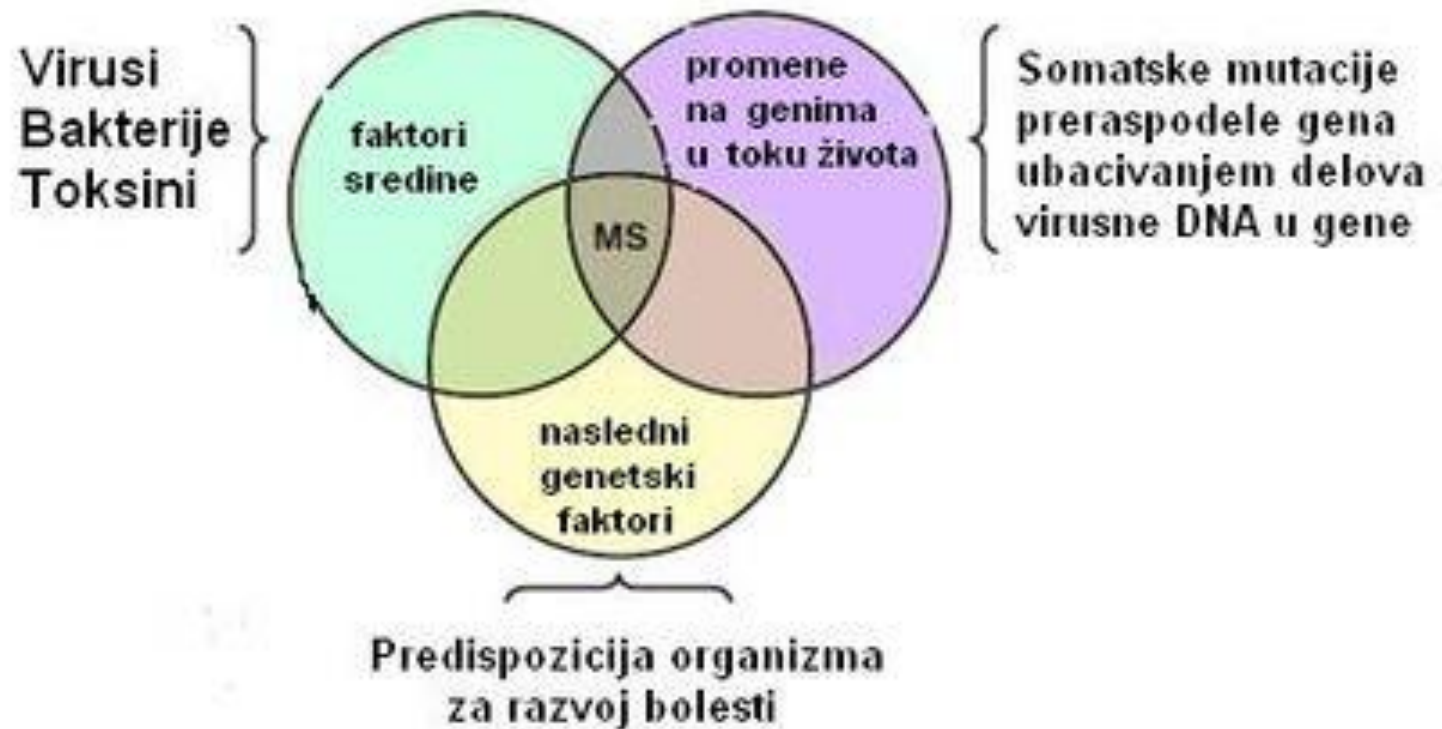 Virusi
Bakterije
Toksini
faktori
sredine
promene
na genima
u toku života
Somatske mutacije
preraspodele gena
ubacivanjem delova
virusne DNA u gene
MS
nasledni
genetski
faktori
Predispozicija organizma
za razvoj bolesti